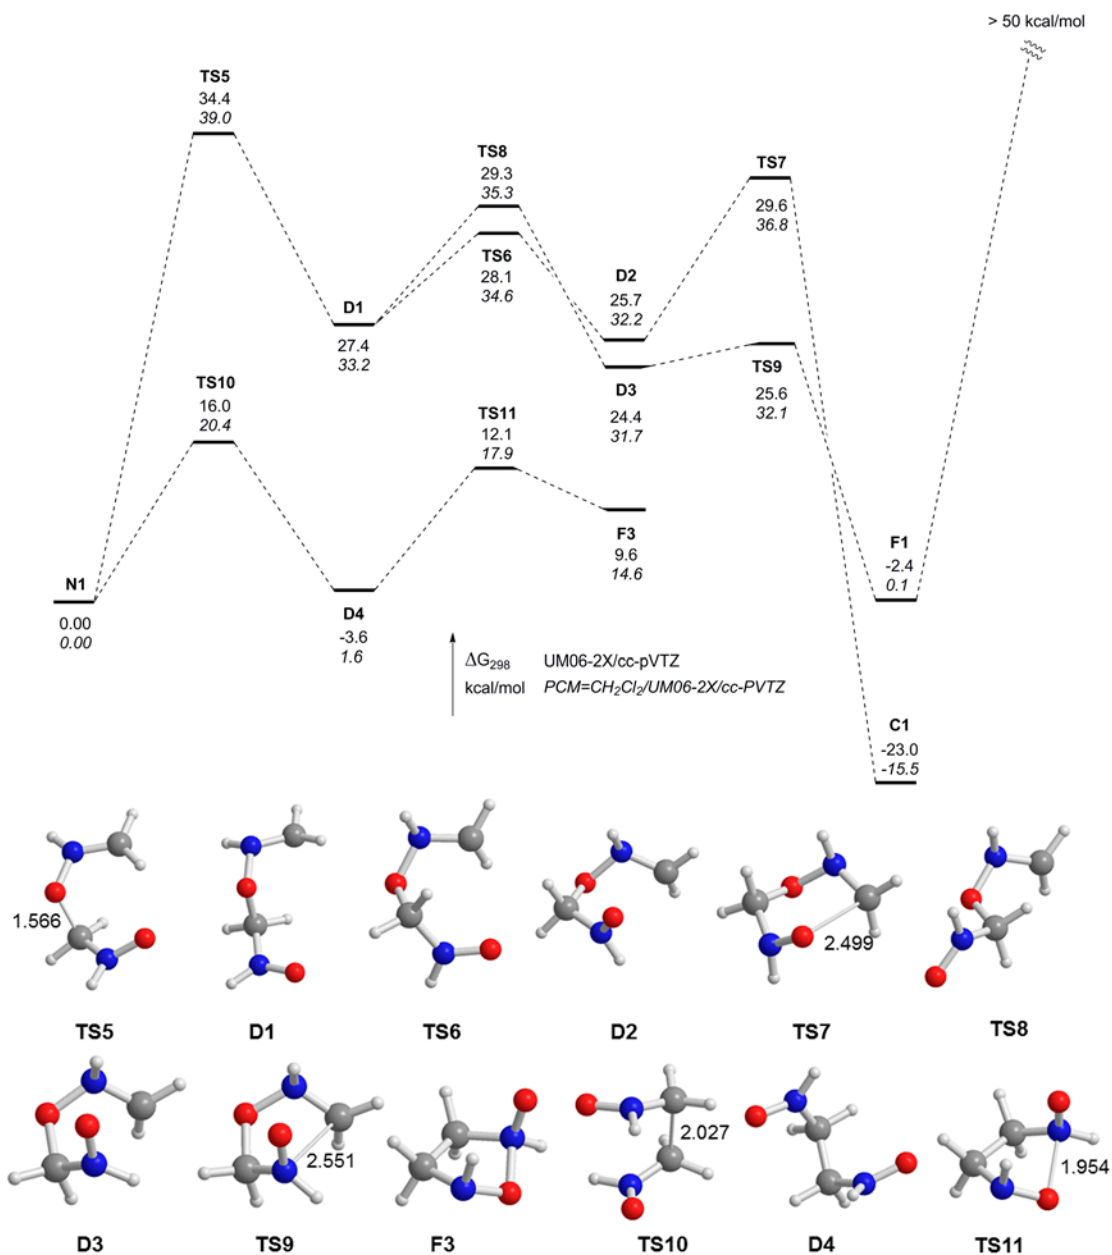 > 50 kcal/mol
TS5
34.4
39.0
TS8
29.3
35.3
TS7
29.6
36.8
TS6
28.1
34.6
D2
25.7
32.2
D1
27.4
33.2
TS10
16.0
20.4
TS11
12.1
17.9
D3
24.4
31.7
TS9
25.6
32.1
F3
9.6
14.6
F1
-2.4
0.1
N1
0.00
0.00
D4
-3.6
1.6
ΔG298 UM06-2X/cc-pVTZ
kcal/mol PCM=CH2Cl2/UM06-2X/cc-PVTZ
C1
-23.0
-15.5
1.566
2.499
TS5 D1 TS6 D2 TS7 TS8
2.551
2.027
1.954
D3 TS9 F3 TS10 D4 TS11